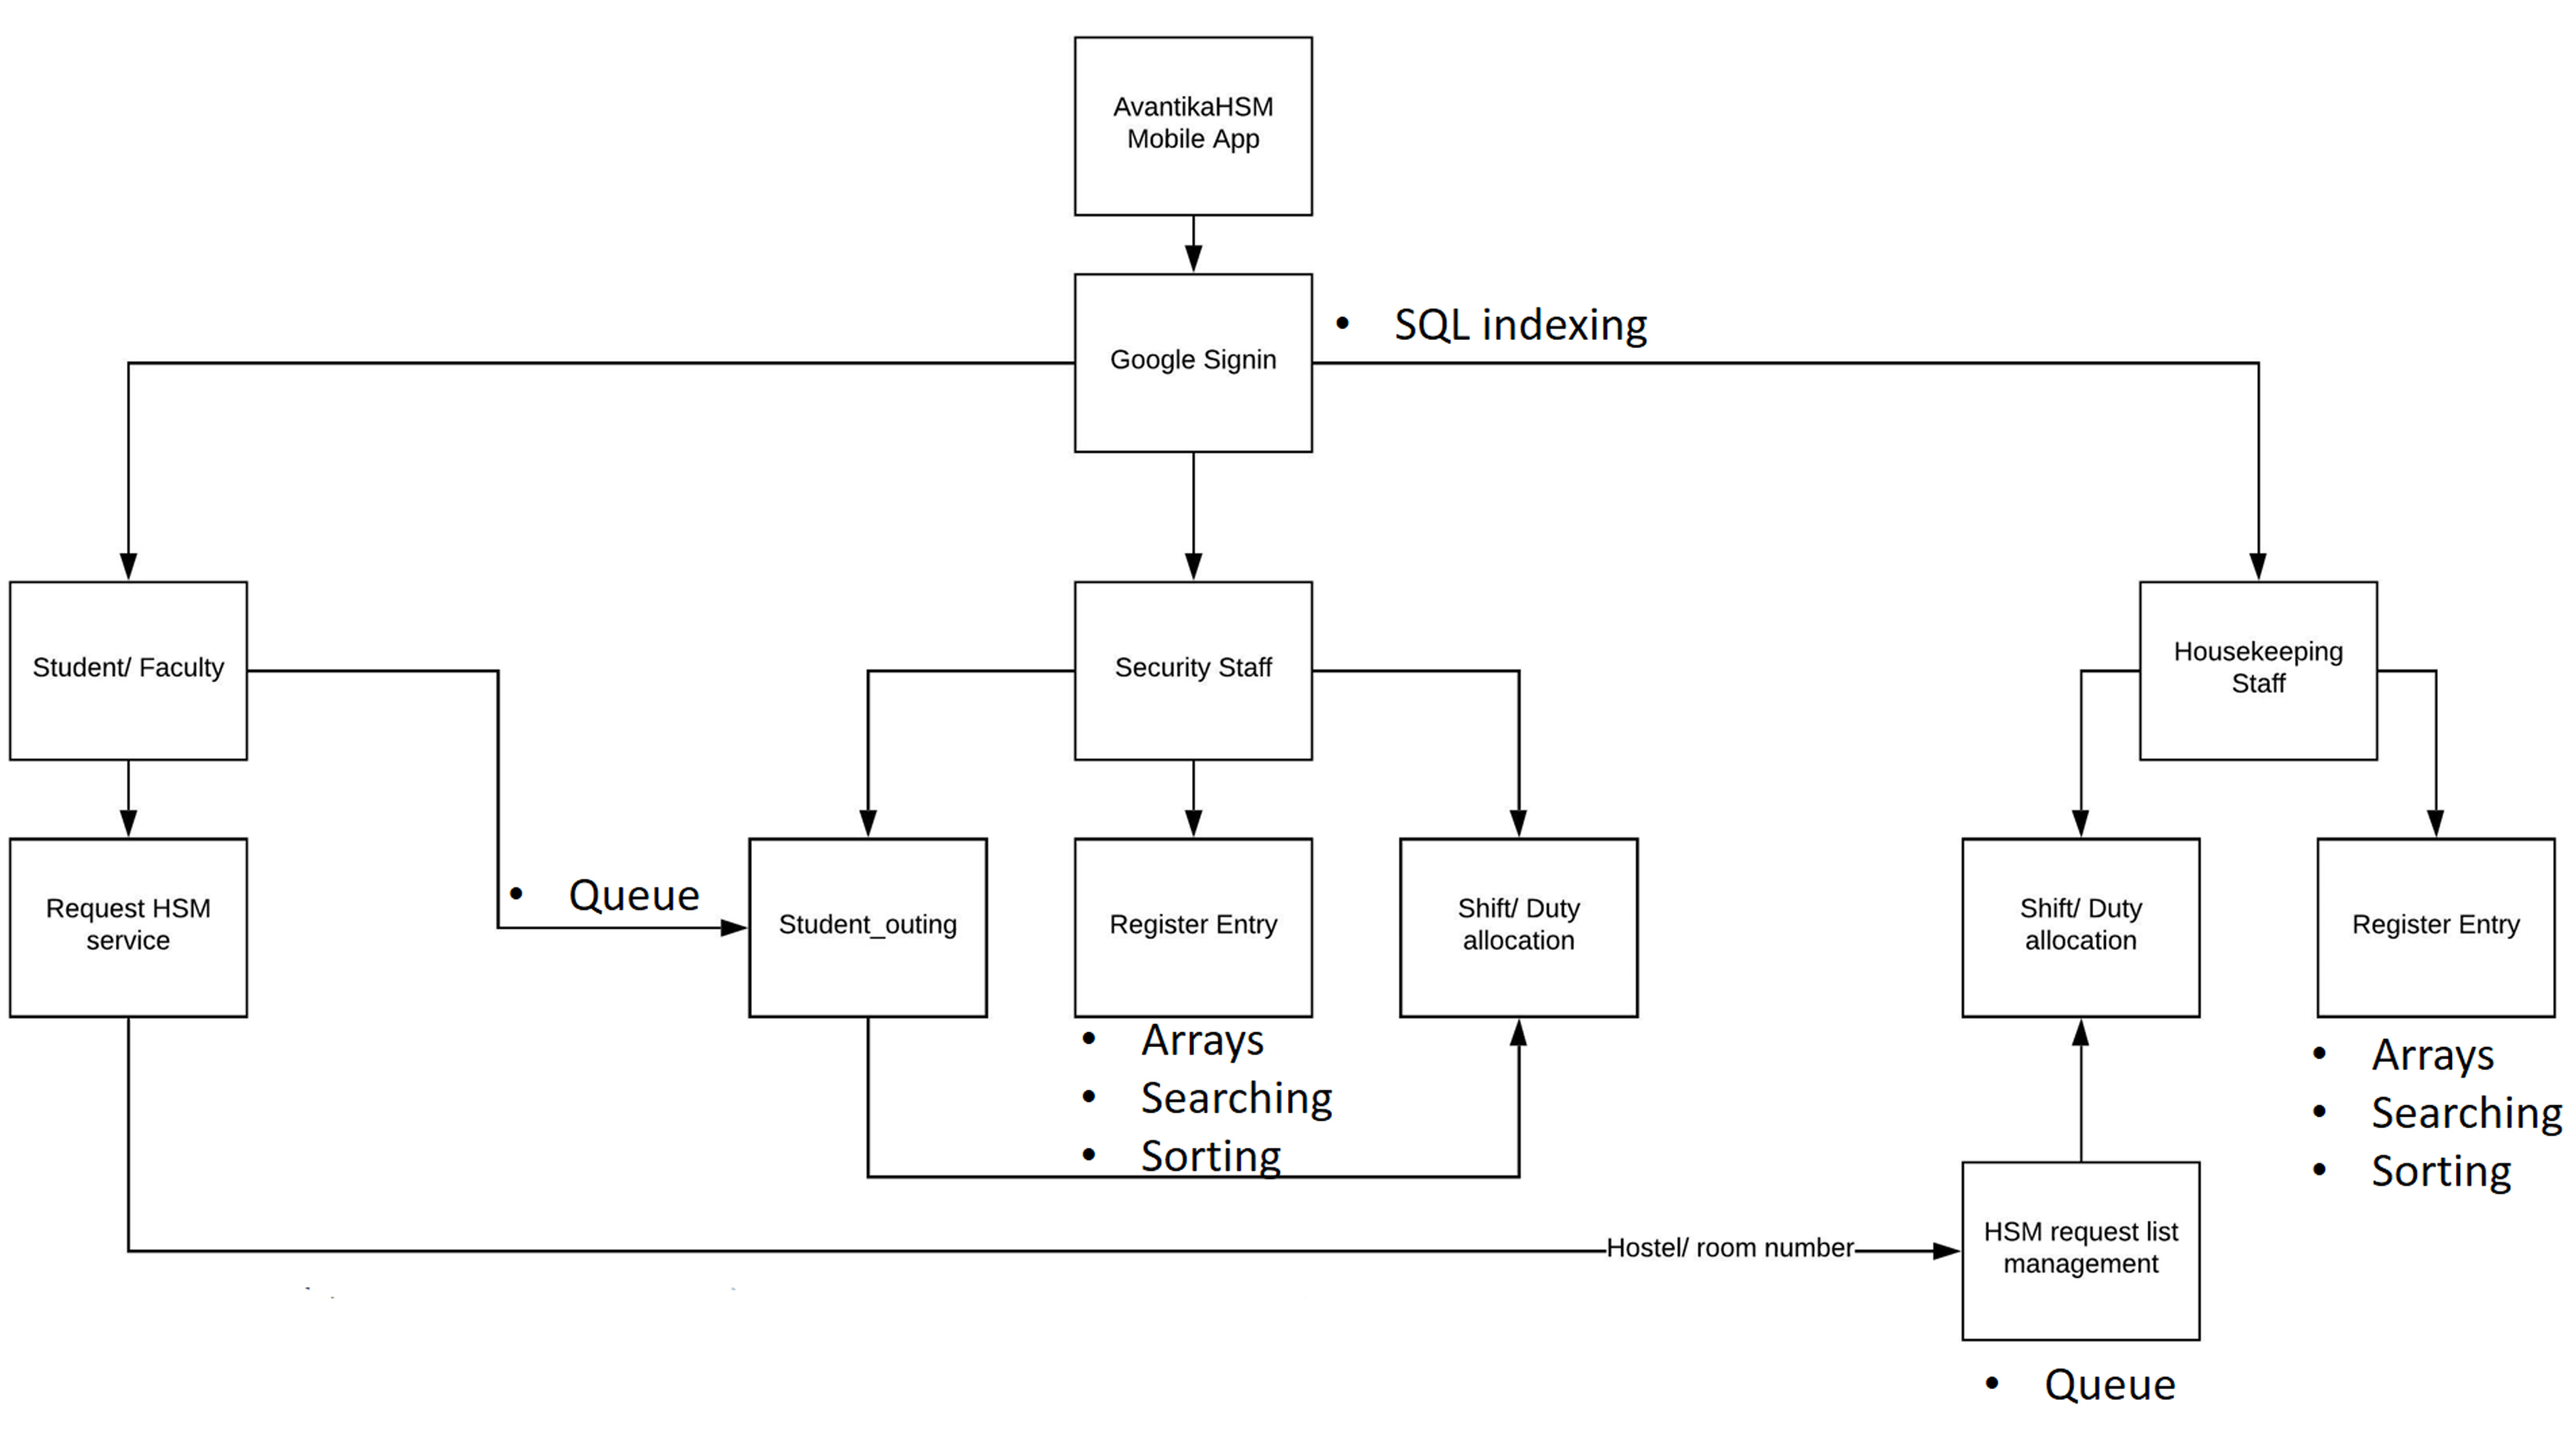 AvantikaHSM
Mobile App
Google Signin
• SQL indexing
Student/ Faculty
Security Staff
Housekeeping
Staff
Request HSM
service
• Queue
Student_outing
Register Entry
Shift/ Duty
allocation
Shift/ Duty
allocation
Register Entry
• Arrays
• Searching
• Sorting
• Arrays
• Searching
• Sorting
Hostel/ room number
HSM request list
management
• Queue